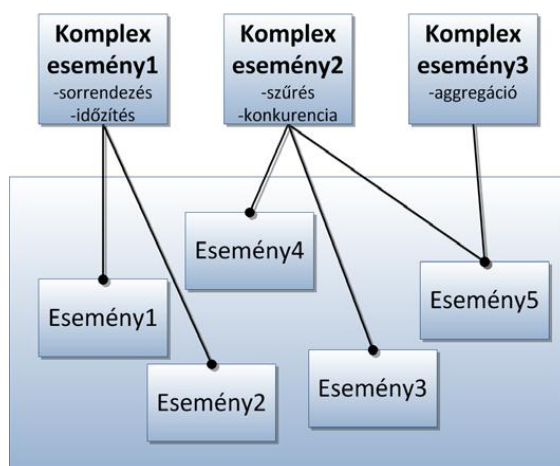 Komplex
esemény1
-sorrendezés
-időzítés
Komplex
esemény2
-szűrés
-konkurencia
Komplex
esemény3
-aggregáció
Esemény4
Esemény1
Esemény5
Esemény2
Esemény3